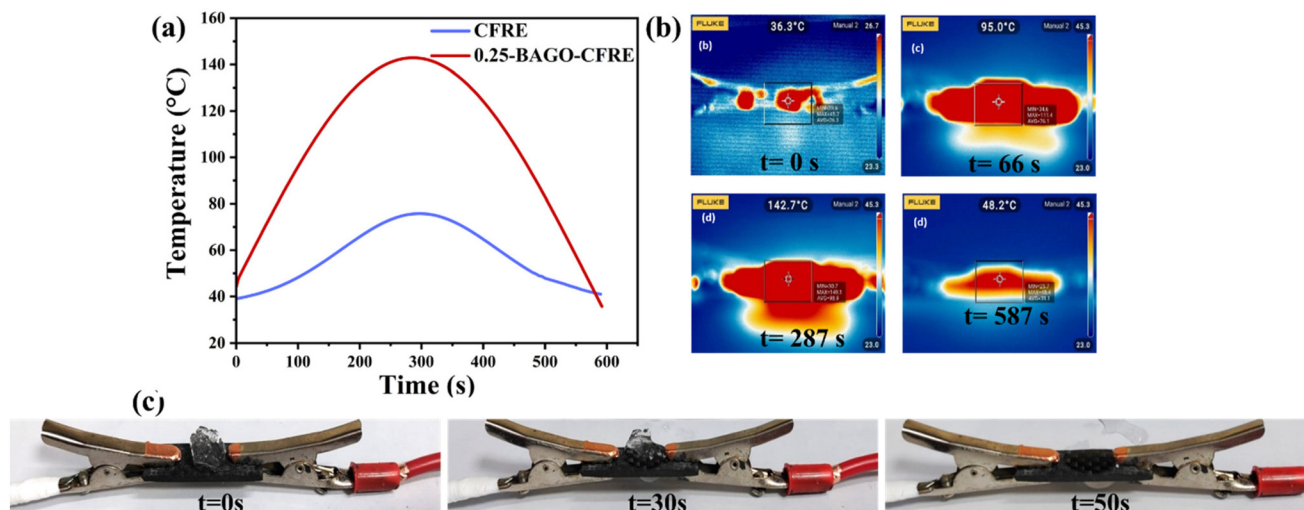 (a)
160
140
120
100
80
60
40
20
0
100
200
300
400
500
600
Temperature (°C)
Time (s)
CFRE
0.25-BAGO-CFRE
(b)
FLUKE
36.3°C
Manual 2 26.7
(b)
t= 0 s
23.3
FLUKE
95.0°C
Manual 2 45.3
(c)
t= 66 s
23.0
FLUKE
142.7°C
Manual 2 45.3
(d)
t= 287 s
23.0
FLUKE
48.2°C
Manual 2 45.3
(d)
t= 587 s
23.0
(c)
t=0s
t=30s
t=50s